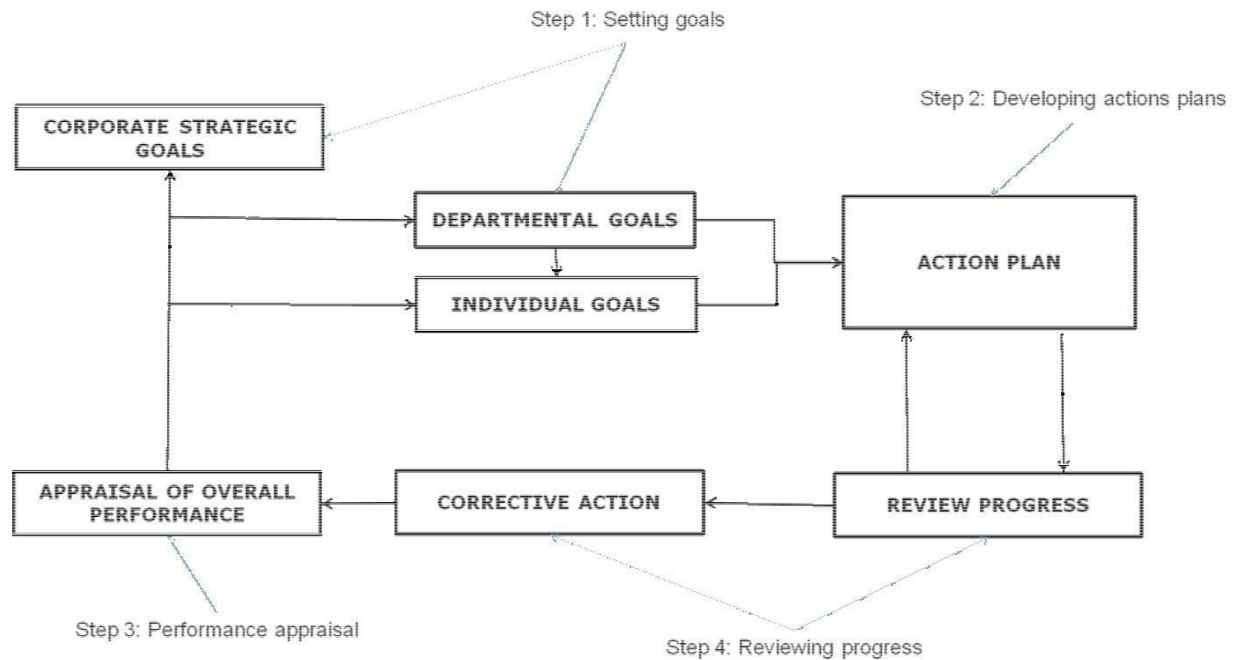 Step 1: Setting goals
Step 2: Developing actions plans
CORPORATE STRATEGIC
GOALS
DEPARTMENTAL GOALS
ACTION PLAN
INDIVIDUAL GOALS
APPRAISAL OF OVERALL
PERFORMANCE
CORRECTIVE ACTION
REVIEW PROGRESS
Step 3: Performance appraisal
Step 4: Reviewing progress